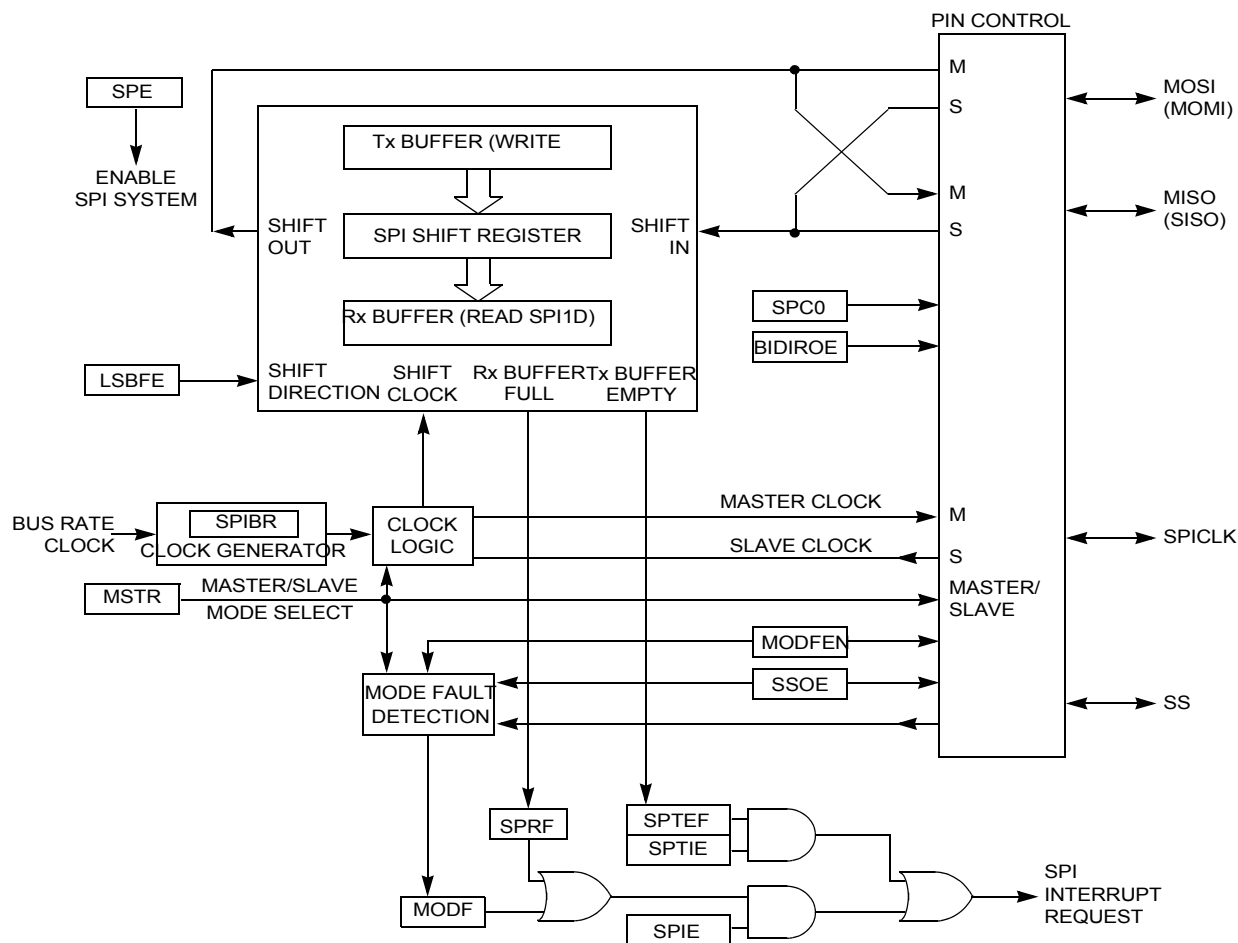 PIN CONTROL
M
MOSI
(MOMI)
SPE
S
Tx BUFFER (WRITE
ENABLE
SPI SYSTEM
M
MISO
(SISO)
SHIFT
OUT
SPI SHIFT REGISTER
SHIFT
IN
S
SPC0
Rx BUFFER (READ SPI1D)
BIDIROE
LSBFE
SHIFT
DIRECTION
SHIFT
CLOCK
Rx BUFFER
FULL
Tx BUFFER
EMPTY
MASTER CLOCK
M
BUS RATE
CLOCK
SPIBR
CLOCK GENERATOR
CLOCK
LOGIC
SLAVE CLOCK
S
SPICLK
MSTR
MASTER/SLAVE
MODE SELECT
MASTER/
SLAVE
MODFEN
MODE FAULT
DETECTION
SSOE
SS
SPRF
SPTEF
SPTIE
MODF
SPIE
SPI
INTERRUPT
REQUEST